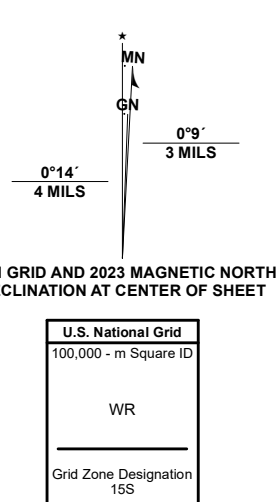 ★
MN
GN
0°9´
3 MILS
0°14´
4 MILS
GRID AND 2023 MAGNETIC NORTH
CLINATION AT CENTER OF SHEET
U.S. National Grid
100,000 - m Square ID
WR
Grid Zone Designation
15S